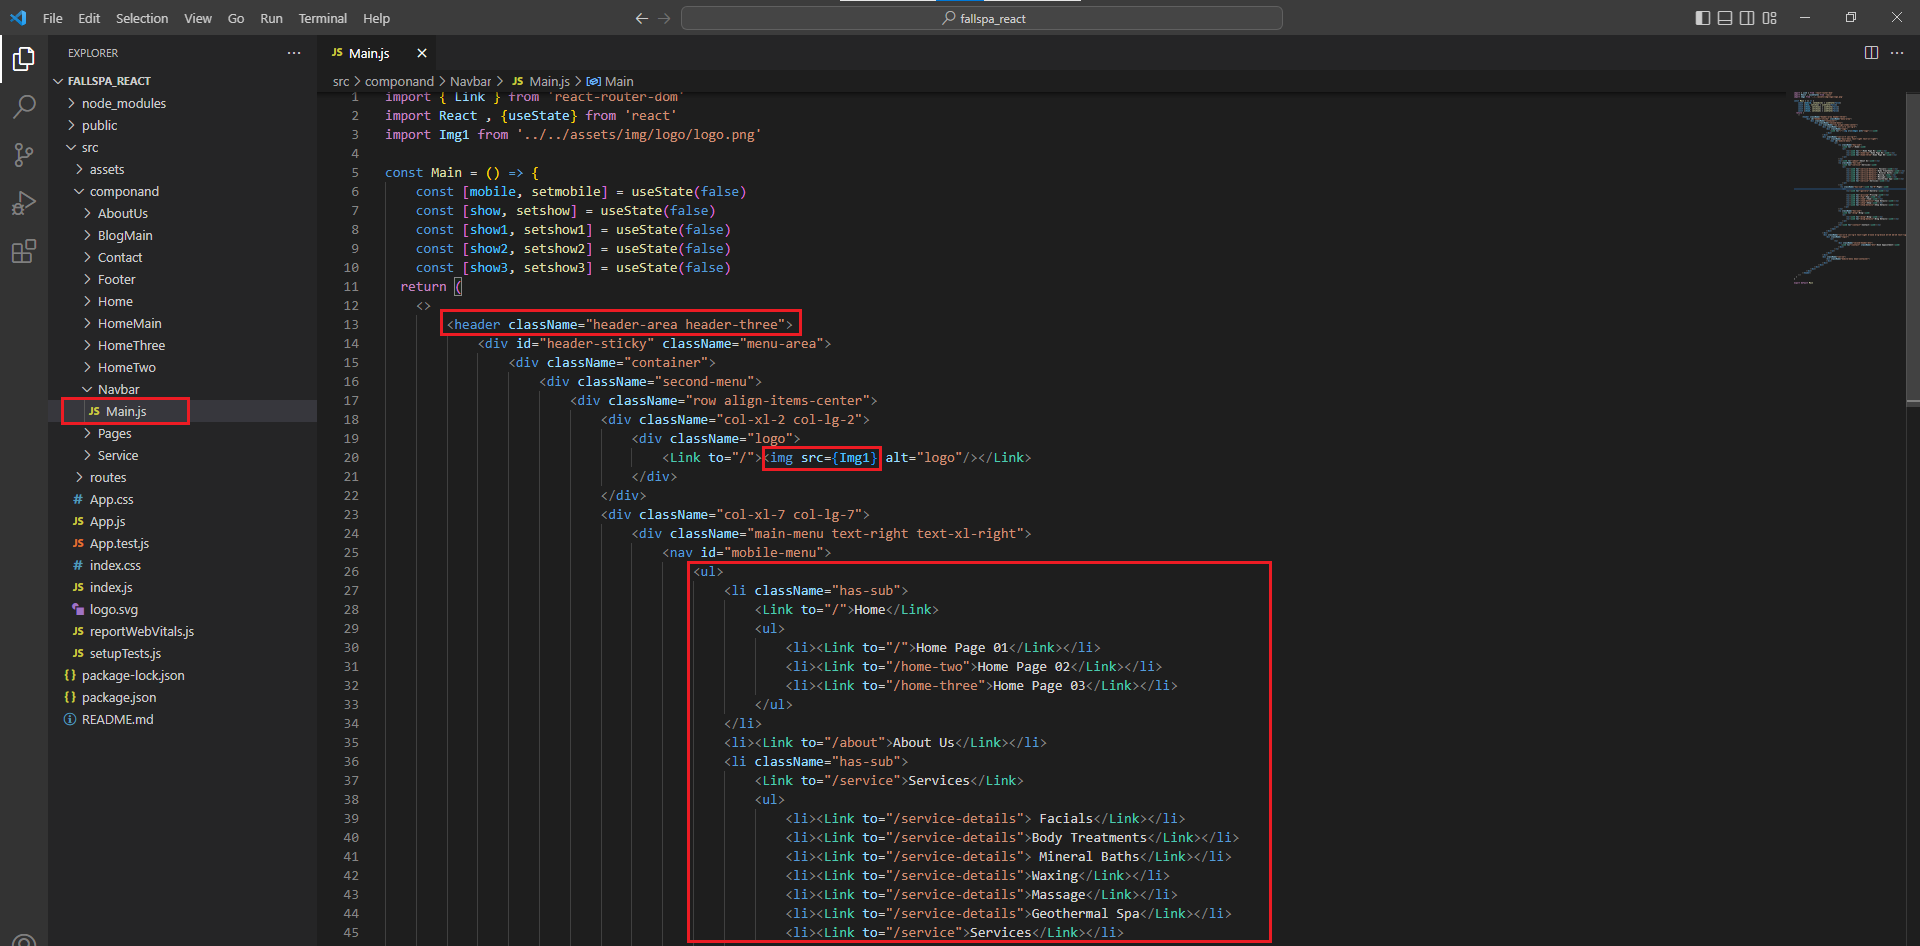 File Edit Selection View Go Run Terminal Help
fallspa_react
EXPLORER
FALLSPA_REACT
node_modules
public
src
assets
componand
AboutUs
BlogMain
Contact
Footer
Home
HomeMain
HomeThree
HomeTwo
Navbar
JS Main.js
Pages
Service
routes
# App.css
JS App.js
JS App.test.js
# index.css
JS index.js
logo.svg
JS reportWebVitals.js
JS setupTests.js
{} package-lock.json
{} package.json
README.md
JS Main.js
src > componand > Navbar > JS Main.js > Main
1 import { Link } from 'react-router-dom'
2 import React , {useState} from 'react'
3 import Img1 from '../../assets/img/logo/logo.png'
4
5 const Main = () => {
6 const [mobile, setmobile] = useState(false)
7 const [show, setshow] = useState(false)
8 const [show1, setshow1] = useState(false)
9 const [show2, setshow2] = useState(false)
10 const [show3, setshow3] = useState(false)
11 return (
12 <>
13 <header className="header-area header-three">
14 <div id="header-sticky" className="menu-area">
15 <div className="container">
16 <div className="second-menu">
17 <div className="row align-items-center">
18 <div className="col-xl-2 col-lg-2">
19 <div className="logo">
20 <Link to="/"><img src={Img1} alt="logo"/></Link>
21 </div>
22 </div>
23 <div className="col-xl-7 col-lg-7">
24 <div className="main-menu text-right text-xl-right">
25 <nav id="mobile-menu">
26 <ul>
27 <li className="has-sub">
28 <Link to="/">Home</Link>
29 <ul>
30 <li><Link to="/">Home Page 01</Link></li>
31 <li><Link to="/home-two">Home Page 02</Link></li>
32 <li><Link to="/home-three">Home Page 03</Link></li>
33 </ul>
34 </li>
35 <li><Link to="/about">About Us</Link></li>
36 <li className="has-sub">
37 <Link to="/service">Services</Link>
38 <ul>
39 <li><Link to="/service-details"> Facials</Link></li>
40 <li><Link to="/service-details">Body Treatments</Link></li>
41 <li><Link to="/service-details"> Mineral Baths</Link></li>
42 <li><Link to="/service-details">Waxing</Link></li>
43 <li><Link to="/service-details">Massage</Link></li>
44 <li><Link to="/service-details">Geothermal Spa</Link></li>
45 <li><Link to="/service">Services</Link></li>